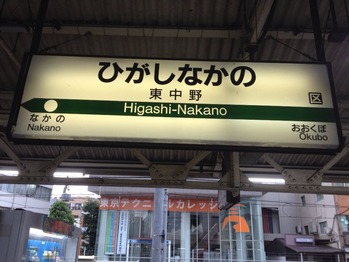 ひがしなかの
東中野
区
Higashi-Nakano
なかの
Nakano
おおくぼ
Okubo
東京テクニカルカレッジ